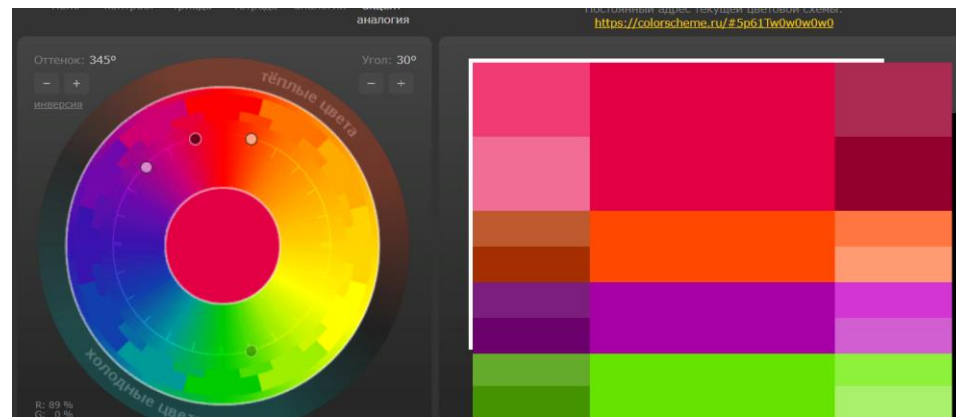 аналогия
Постоянный адрес текущей цветовой схемы:
https://colorscheme.ru/#5p61Tw0w0w0w0
Оттенок: 345°
Угол: 30°
− +
− +
инверсия
тёплые цвета
холодные цвета
R: 89 %
G: 0 %